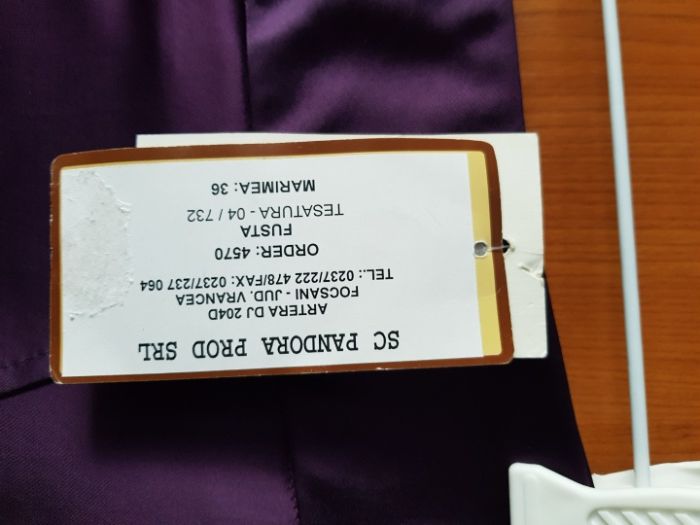 SC PANDORA PROD SRL
ARTERA DJ 204D
FOCSANI - JUD. VRANCEA
TEL.: 0237/222 478/FAX: 0237/237 064
ORDER: 4570
FUSTA
TESATURA - 04 / 732
MARIMEA: 36